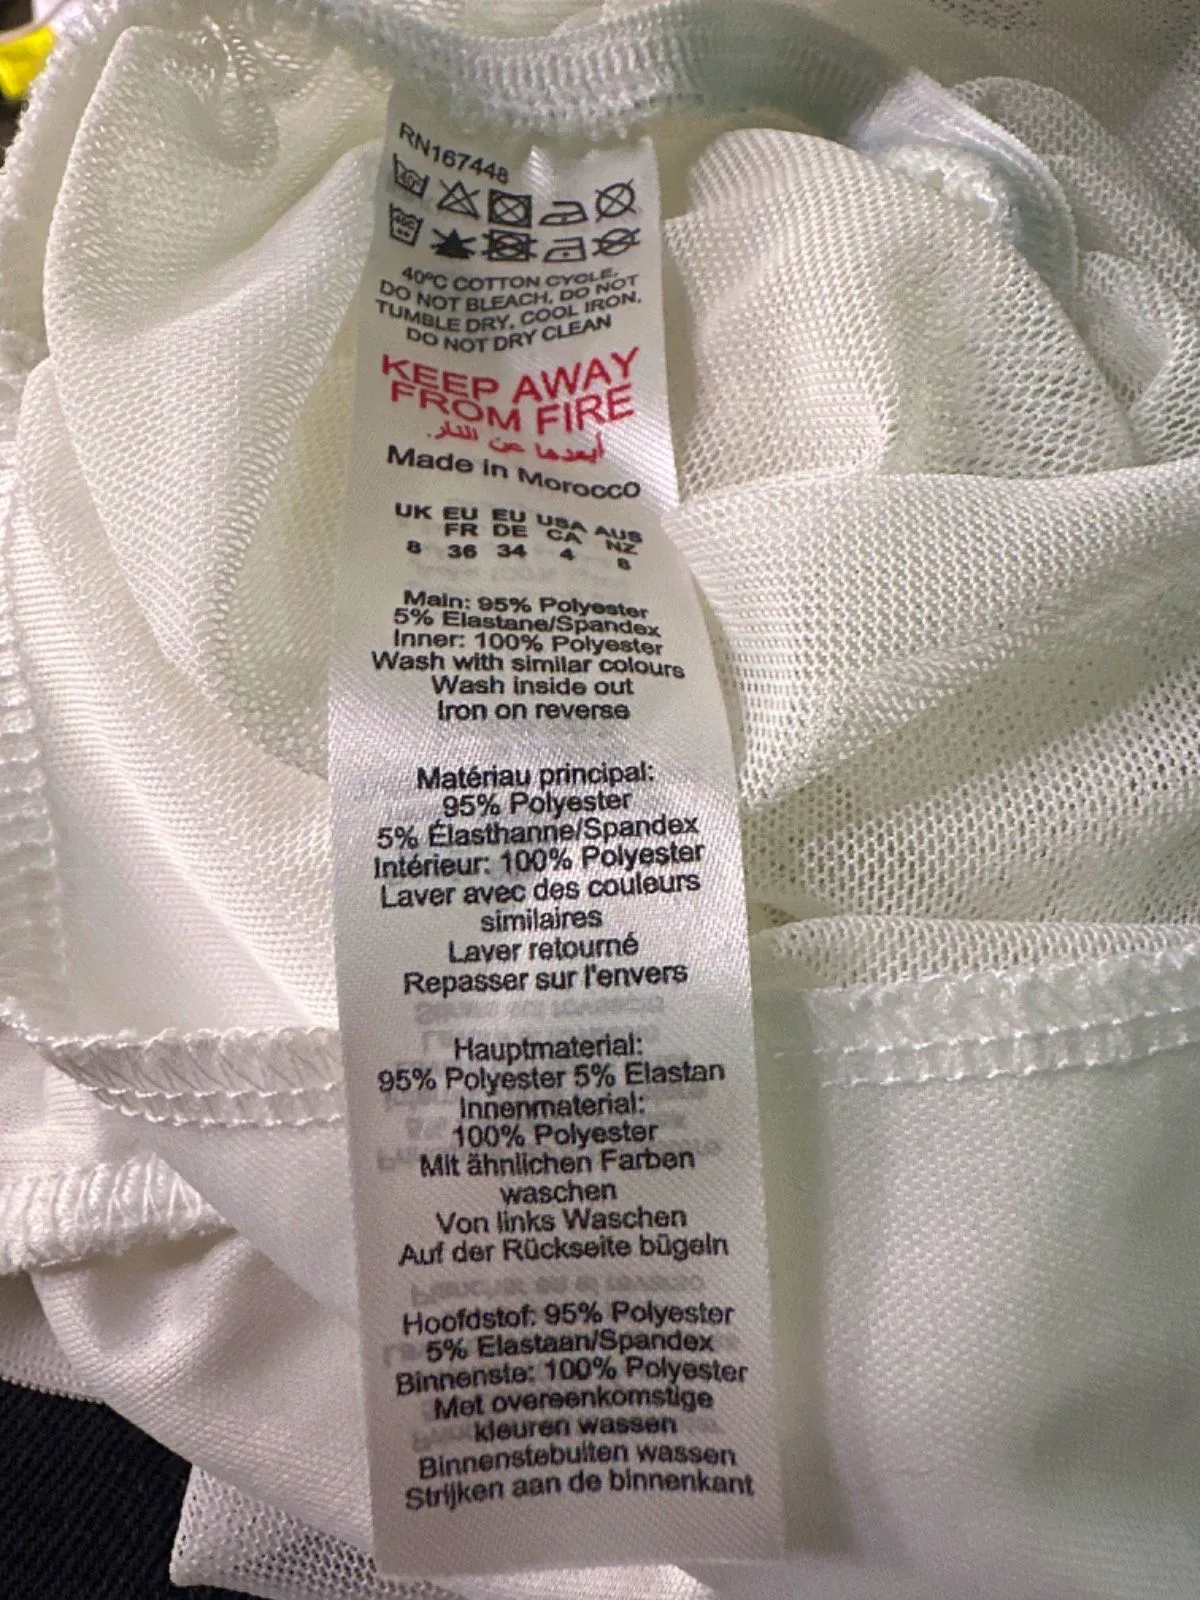 RN167448
40°C COTTON CYCLE,
DO NOT BLEACH, DO NOT
TUMBLE DRY, COOL IRON,
DO NOT DRY CLEAN
KEEP AWAY
FROM FIRE
أبعدها عن النار.
Made in Morocco
UK EU EU USA AUS
FR DE CA NZ
8 36 34 4 8
Main: 95% Polyester
5% Elastane/Spandex
Inner: 100% Polyester
Wash with similar colours
Wash inside out
Iron on reverse
Matériau principal:
95% Polyester
5% Élasthanne/Spandex
Intérieur: 100% Polyester
Laver avec des couleurs
similaires
Laver retourné
Repasser sur l'envers
Hauptmaterial:
95% Polyester 5% Elastan
Innenmaterial:
100% Polyester
Mit ähnlichen Farben
waschen
Von links Waschen
Auf der Rückseite bügeln
Hoofdstof: 95% Polyester
5% Elastaan/Spandex
Binnenste: 100% Polyester
Met overeenkomstige
kleuren wassen
Binnenstebuiten wassen
Strijken aan de binnenkant